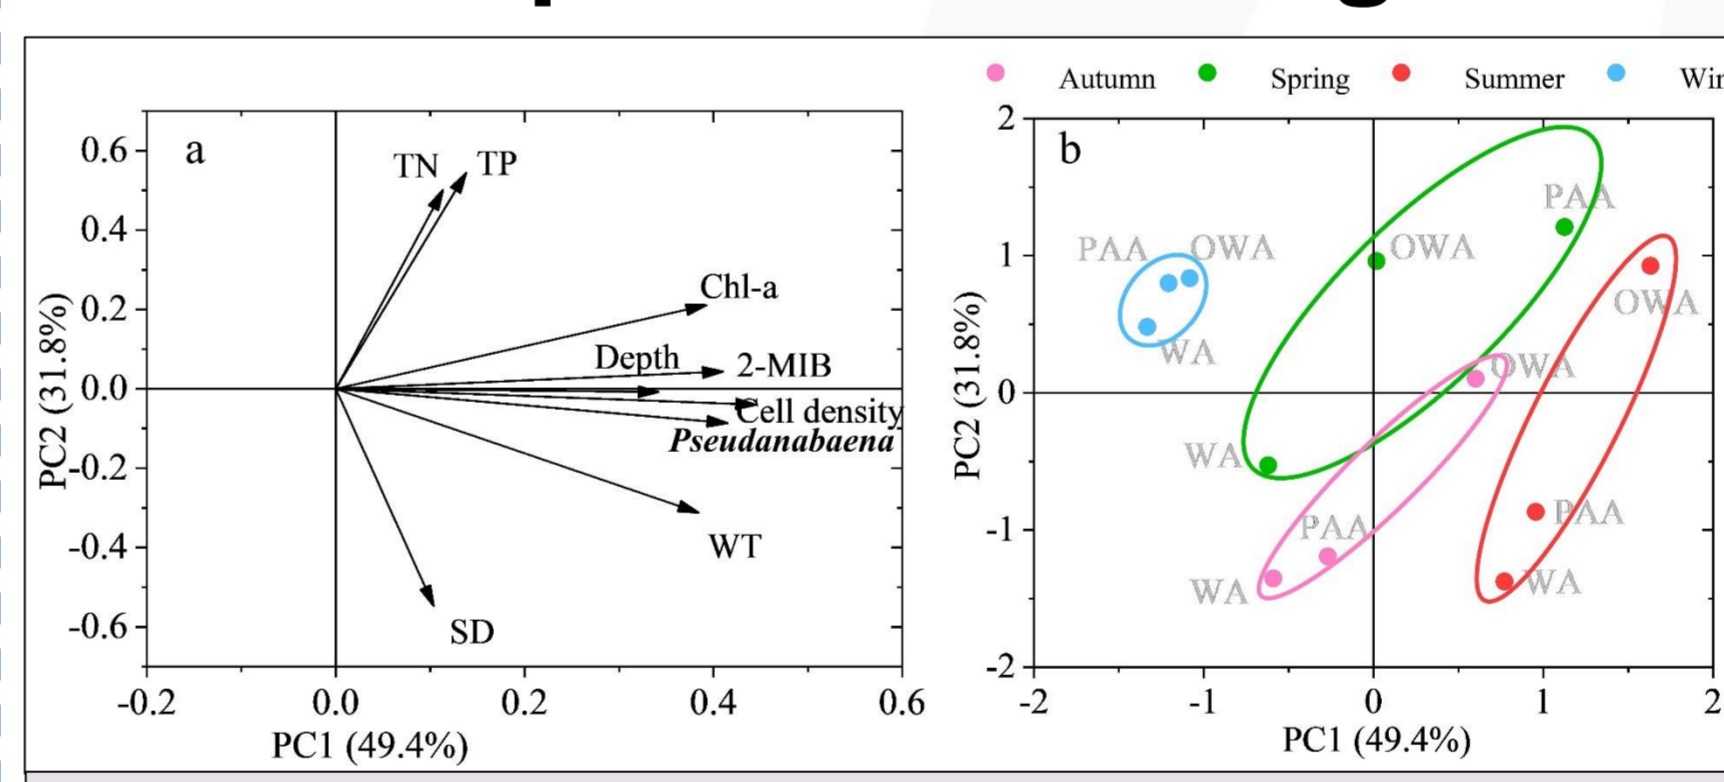 Autumn Spring Summer Win
a
TN TP
Chl-a
Depth 2-MIB
Cell density
Pseudanabaena
WT
SD
0.6
0.4
0.2
0.0
-0.2
-0.4
-0.6
PC2 (31.8%)
-0.2 0.0 0.2 0.4 0.6
PC1 (49.4%)
b
PAA
PAA OWA OWA
OWA
WA OWA
WA
PAA PAA
WA WA
2
1
0
-1
-2
PC2 (31.8%)
-2 -1 0 1 2
PC1 (49.4%)